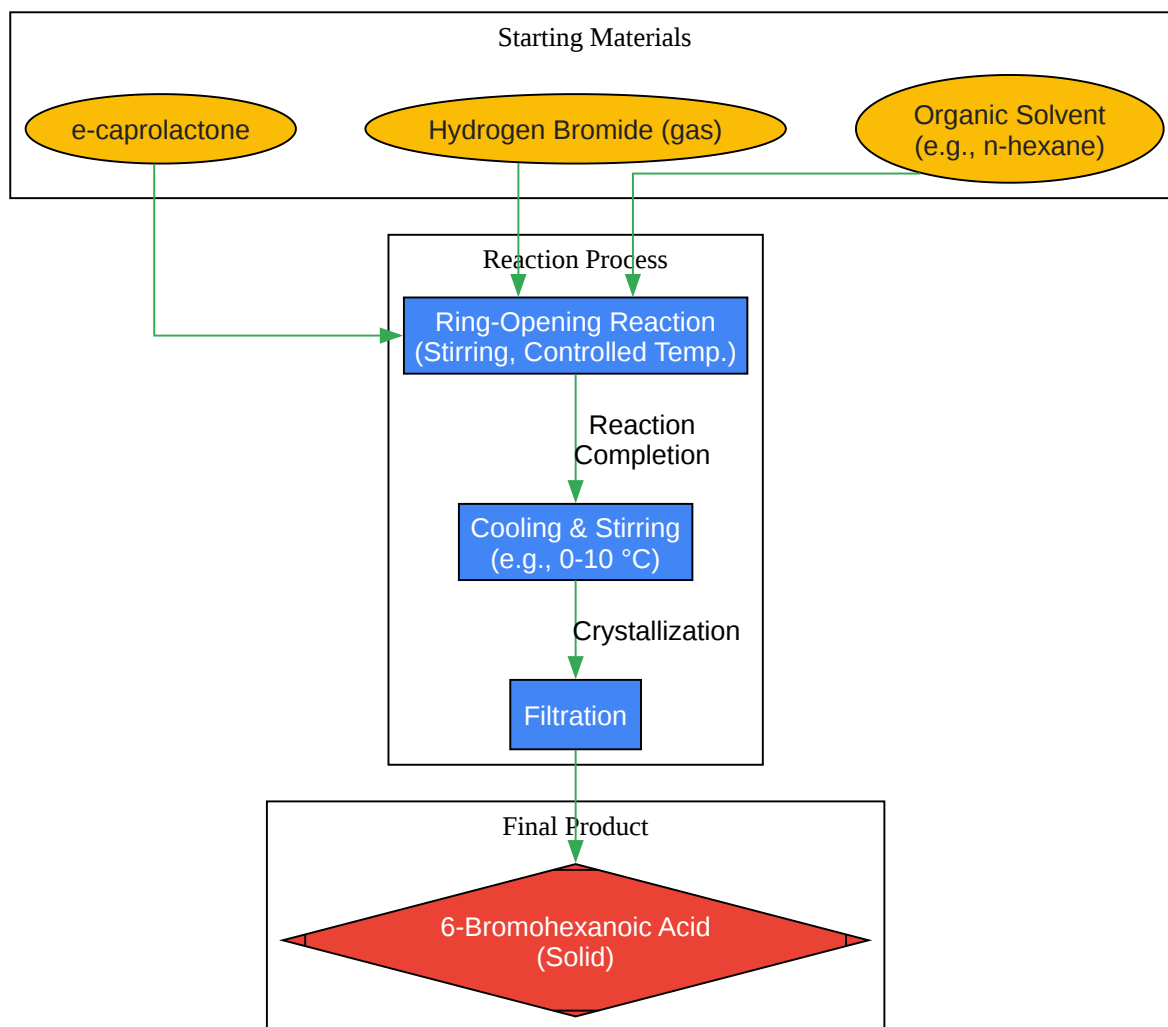 Starting Materials
e-caprolactone
Hydrogen Bromide (gas)
Organic Solvent
(e.g., n-hexane)
Reaction Process
Ring-Opening Reaction
(Stirring, Controlled Temp.)
Reaction
Completion
Cooling & Stirring
(e.g., 0-10 °C)
Crystallization
Filtration
Final Product
6-Bromohexanoic Acid
(Solid)